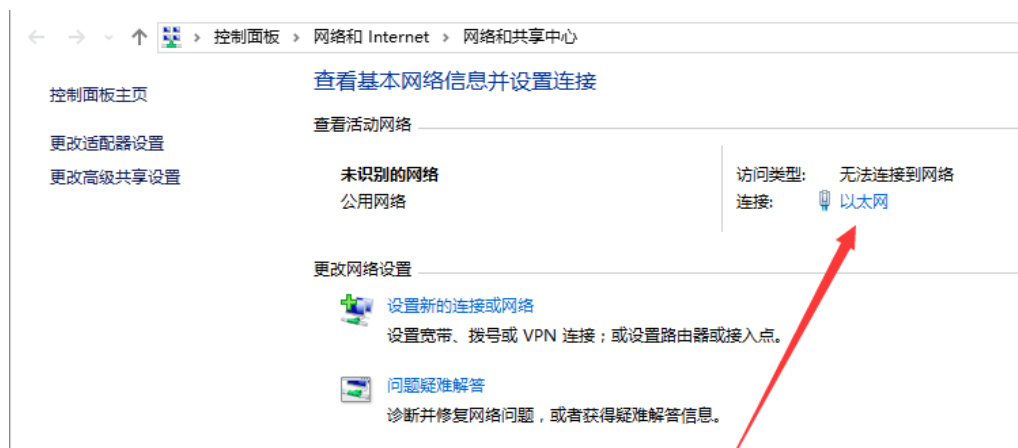 控制面板 › 网络和 Internet › 网络和共享中心
控制面板主页
更改适配器设置
更改高级共享设置
查看基本网络信息并设置连接
查看活动网络
未识别的网络
公用网络
访问类型: 无法连接到网络
连接: 以太网
更改网络设置
设置新的连接或网络
设置宽带、拨号或 VPN 连接；或设置路由器或接入点。
问题疑难解答
诊断并修复网络问题，或者获得疑难解答信息。